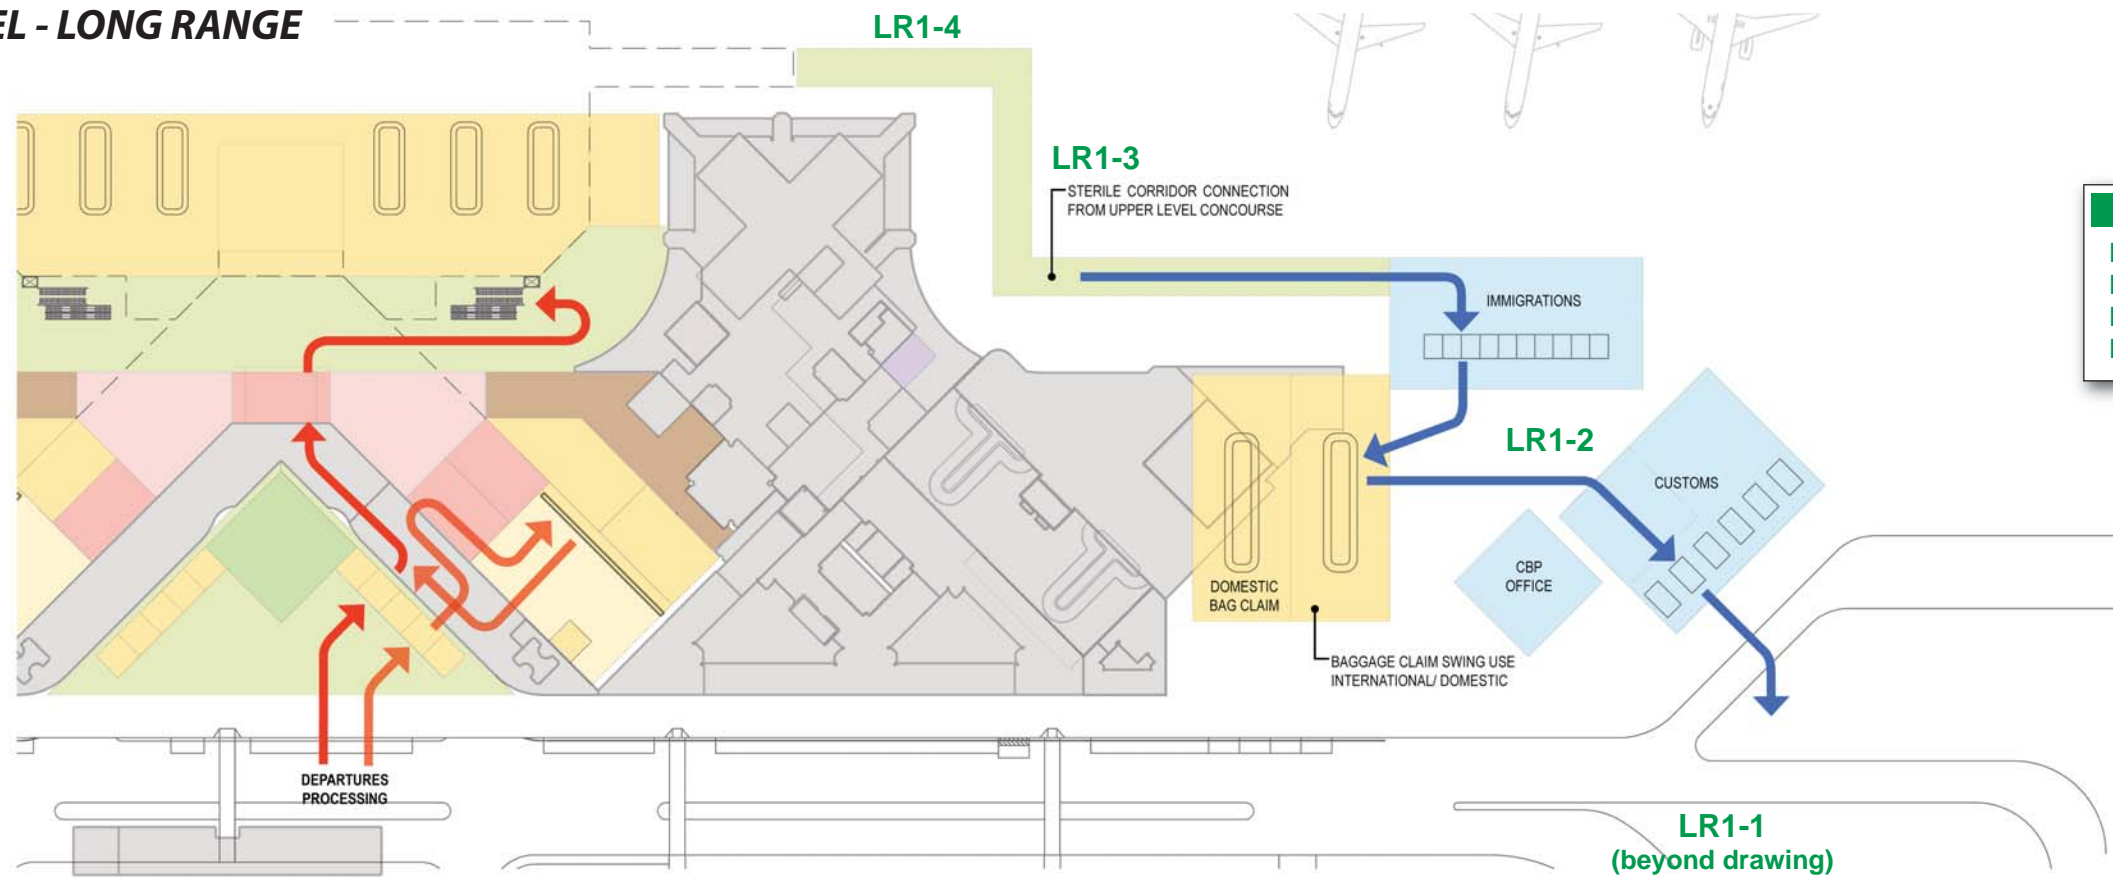 EL - LONG RANGE
LR1-4
LR1-3
STERILE CORRIDOR CONNECTION
FROM UPPER LEVEL CONCOURSE
IMMIGRATIONS
LR1-2
CUSTOMS
CBP
OFFICE
DOMESTIC
BAG CLAIM
BAGGAGE CLAIM SWING USE
INTERNATIONAL/ DOMESTIC
DEPARTURES
PROCESSING
LR1-1
(beyond drawing)